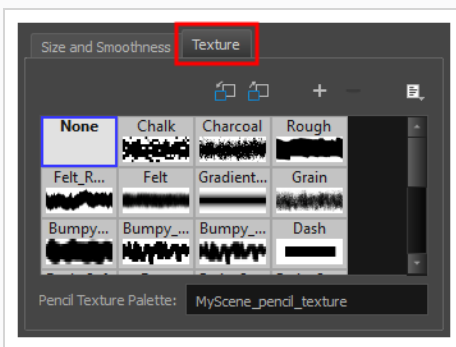 Size and Smoothness Texture
None Chalk Charcoal Rough
Felt_R... Felt Gradient... Grain
Bumpy... Bumpy_... Bumpy_... Dash
Pencil Texture Palette: MyScene_pencil_texture